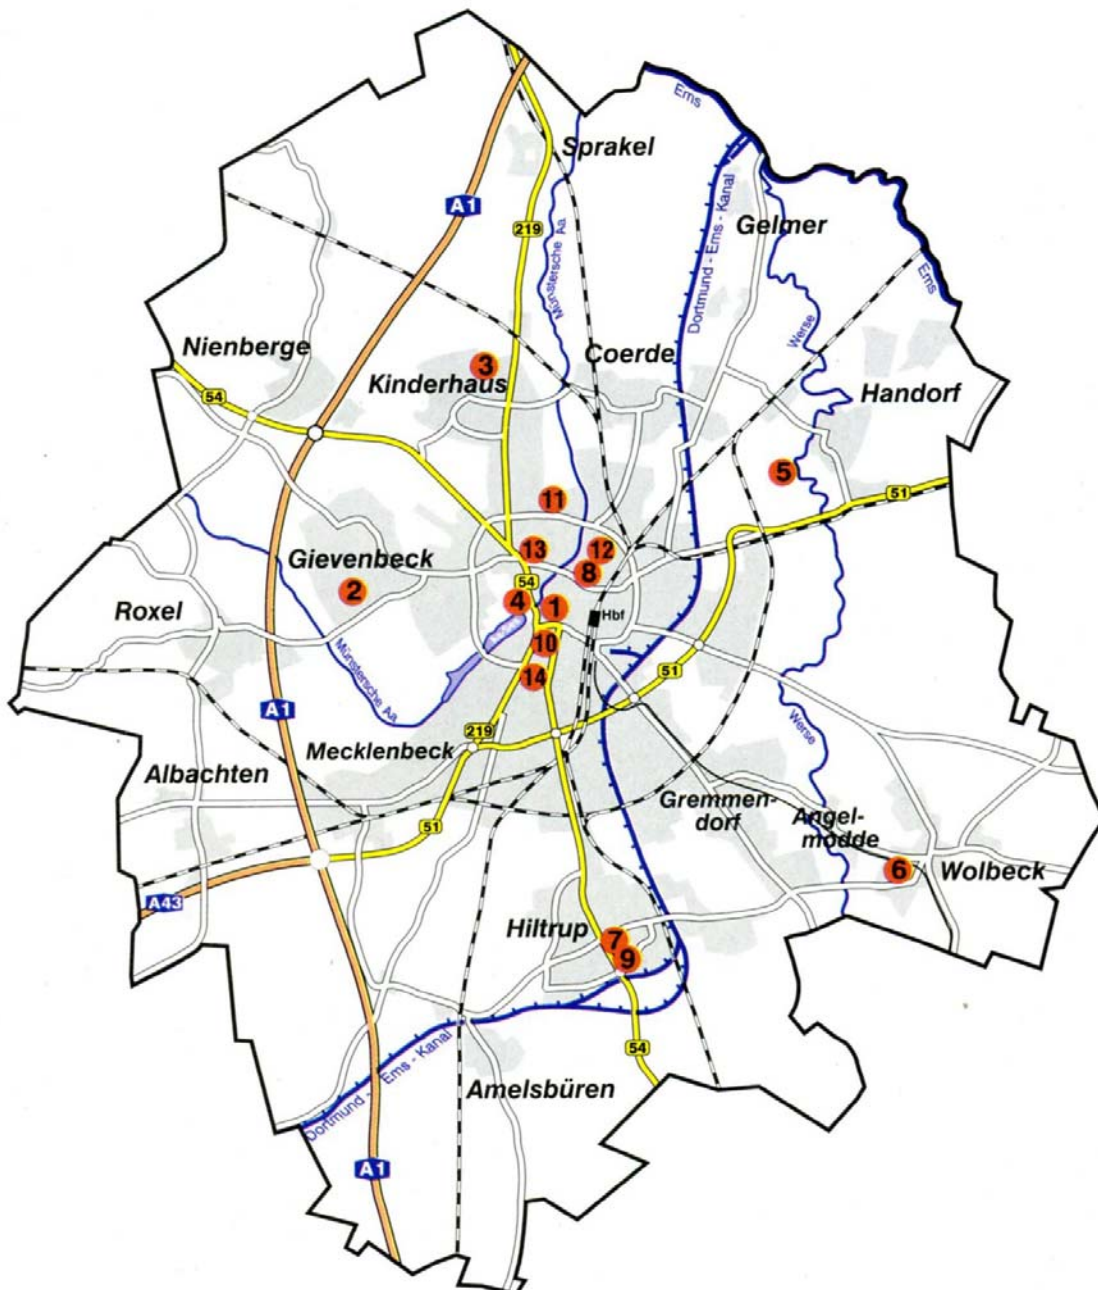 Ems
Sprakel
A1
219
Münstersche Aa
Dortmund - Ems - Kanal
Gelmer
Ems
Werse
Nienberge
3
Kinderhaus
Coerde
Handorf
54
5
51
11
13
12
Gievenbeck
8
54
2
4
1
Hbf
Roxel
10
14
Münstersche Aa
51
A1
219
Werse
Mecklenbeck
Albachten
Gremmen-
dorf
Angel-
modde
51
6
Wolbeck
A43
Hiltrup
7
9
54
Dortmund - Ems - Kanal
Amelsbüren
A1